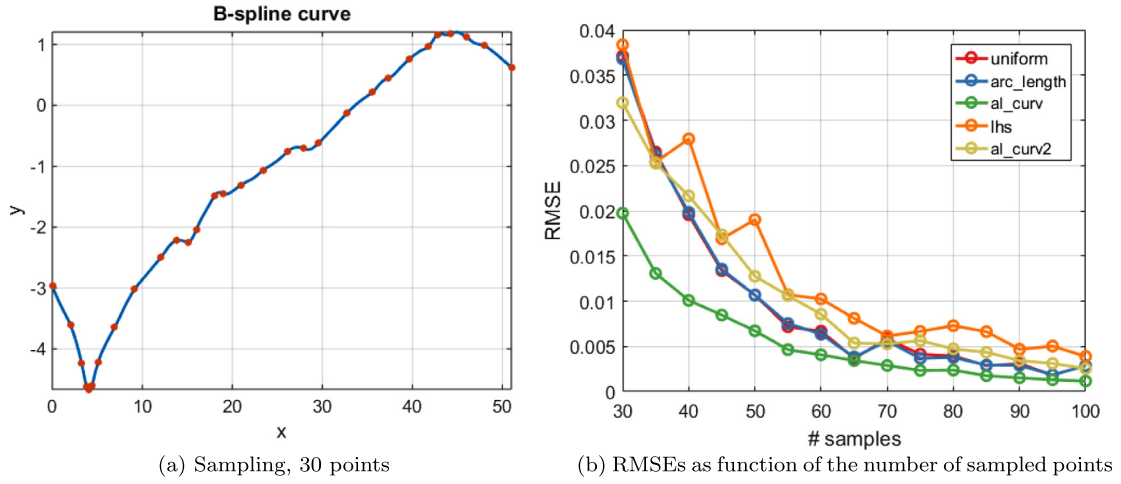 B-spline curve
1
0
-1
-2
-3
-4
y
0
10
20
30
40
50
x
(a) Sampling, 30 points
0.04
0.035
0.03
0.025
0.02
0.015
0.01
0.005
0
RMSE
uniform
arc_length
al_curv
lhs
al_curv2
30
40
50
60
70
80
90
100
# samples
(b) RMSEs as function of the number of sampled points